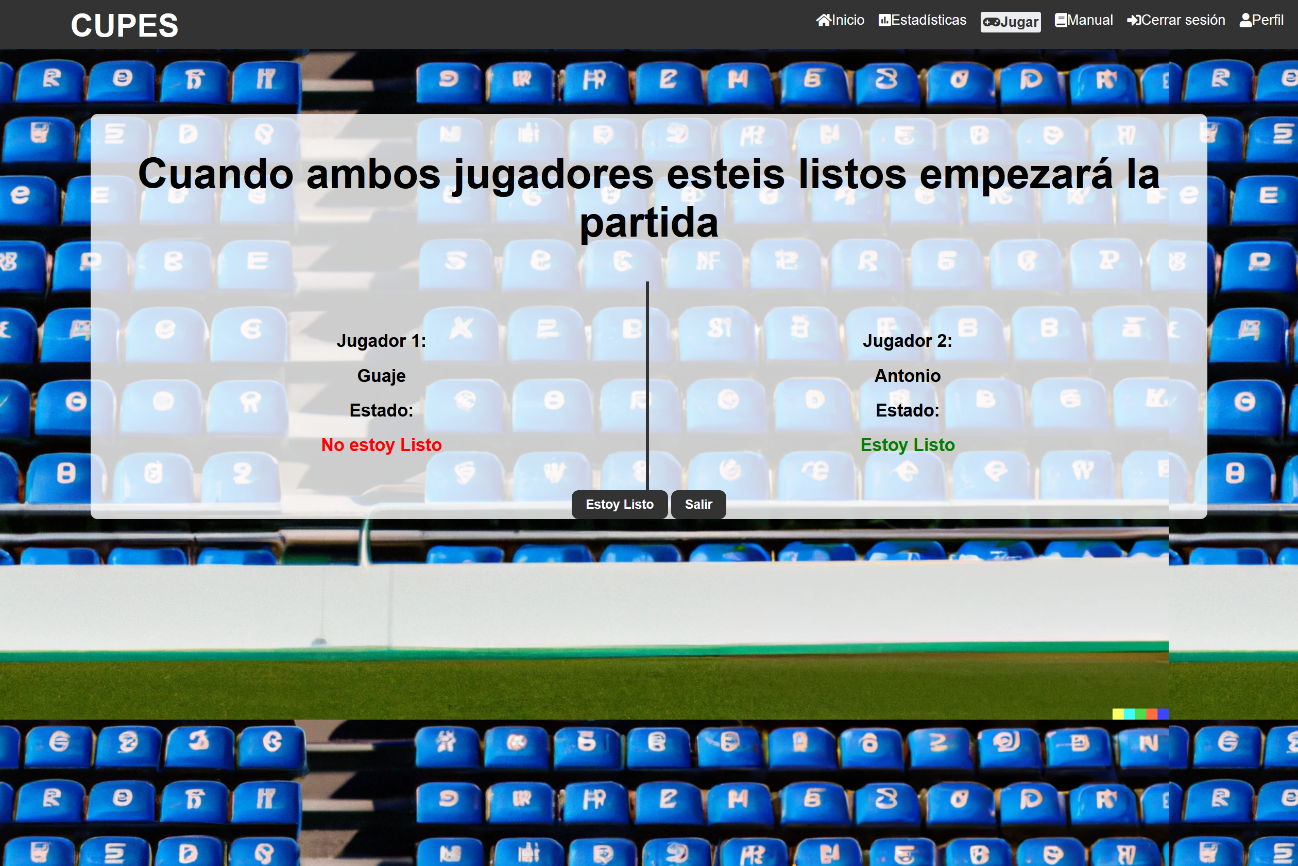 CUPES
Inicio Estadísticas Jugar Manual Cerrar sesión Perfil
Cuando ambos jugadores esteis listos empezará la
partida
Jugador 1:
Guaje
Estado:
No estoy Listo
Jugador 2:
Antonio
Estado:
Estoy Listo
Estoy Listo Salir